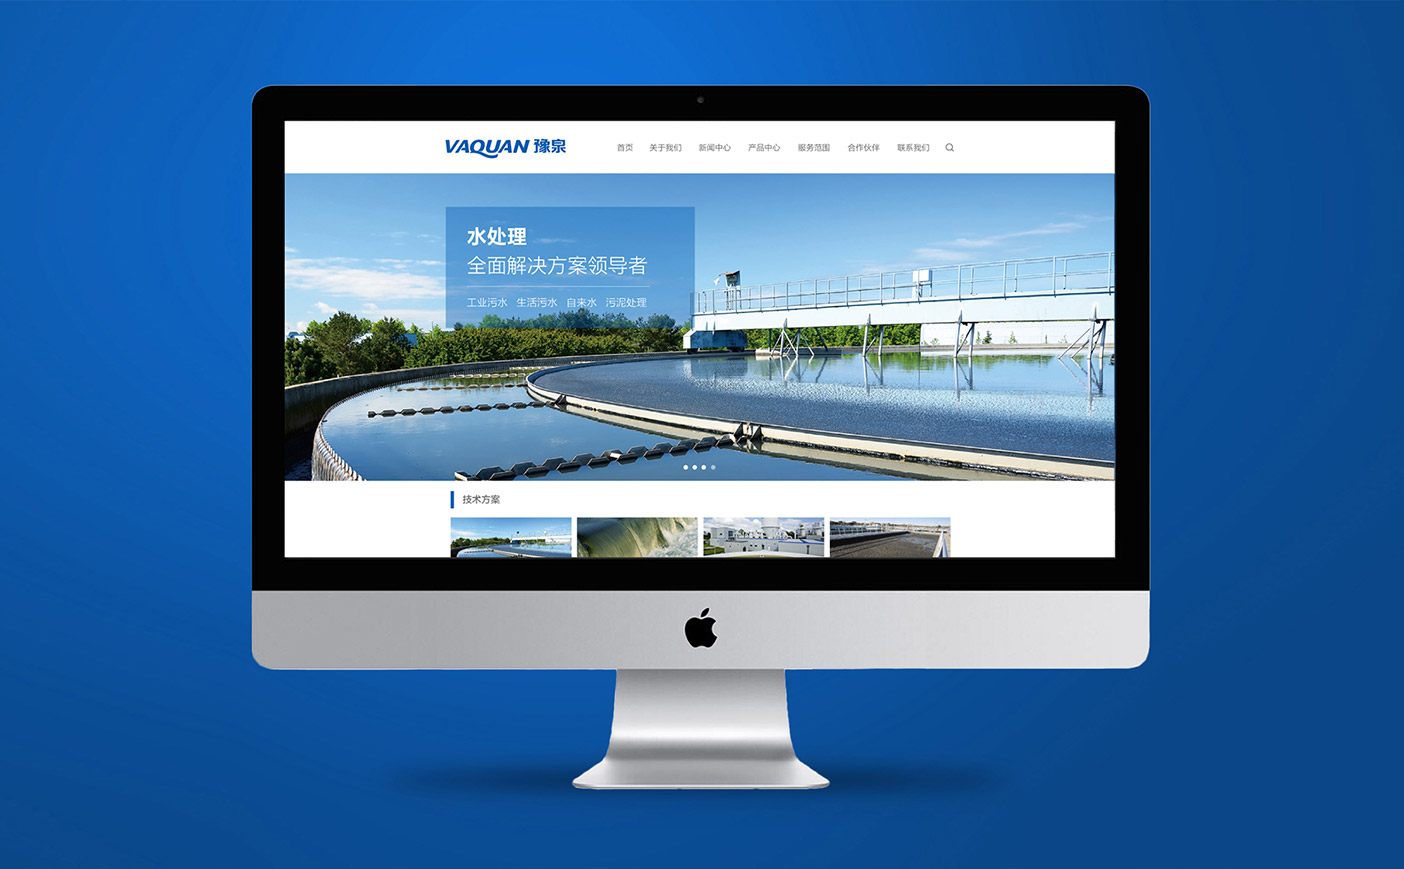 VAQUAN 豫泉
首页 关于我们 新闻中心 产品中心 服务范围 合作伙伴 联系我们
水处理
全面解决方案领导者
工业污水 生活污水 自来水 污泥处理
技术方案